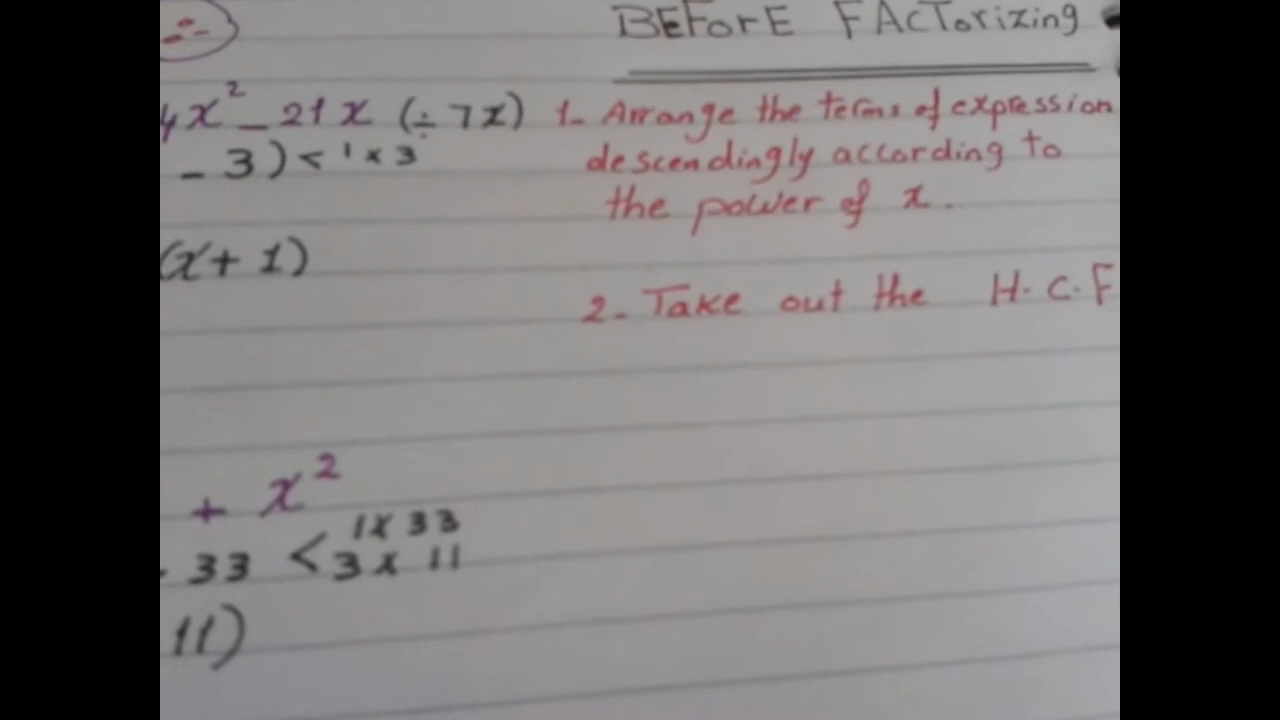 BEForE FAcTorizing
4x² - 21x (÷ 7x)
- 3) < 1 x 3
(x + 1)
1- Arrange the terms of expression
descendingly according to
the power of x.
2- Take out the H.C.F
+ x²
- 33 < 1 x 33
3 x 11
11)